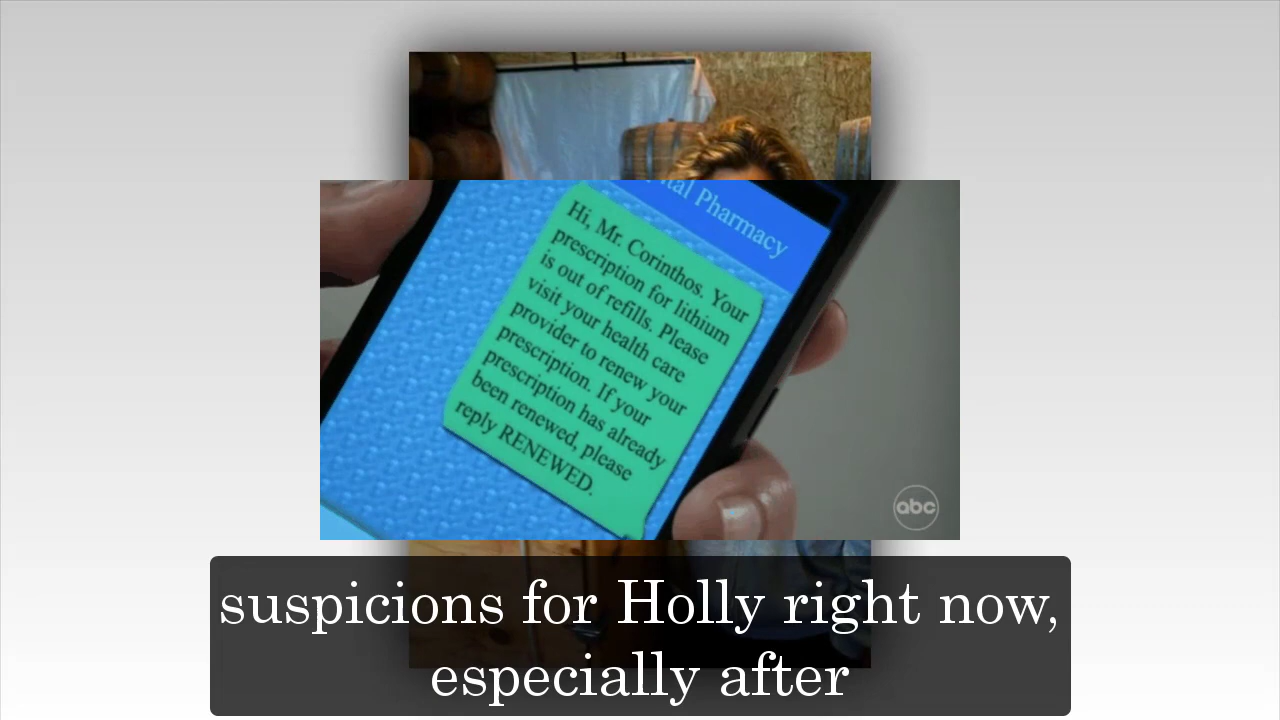 Pharmacy
Hi, Mr. Corinthos. Your
prescription for lithium
is out of refills. Please
visit your health care
provider to renew your
prescription. If your
prescription has already
been renewed, please
reply RENEWED.
abc
suspicions for Holly right now,
especially after